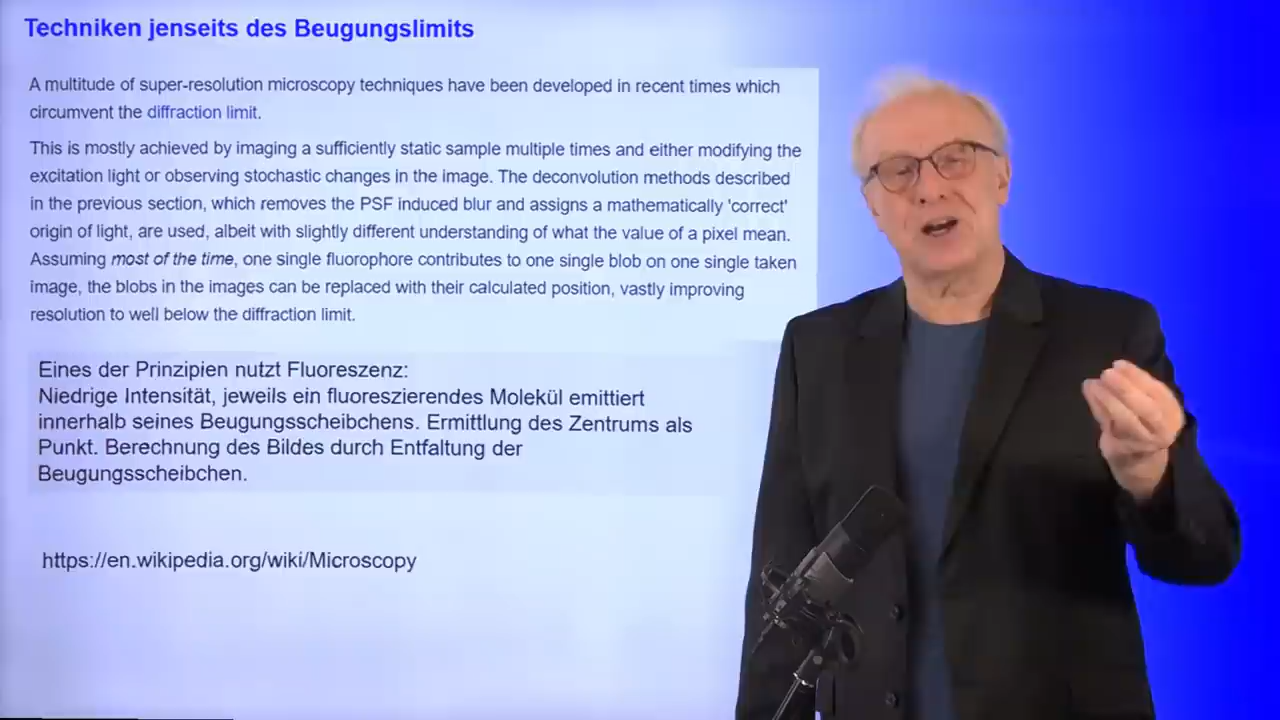 Techniken jenseits des Beugungslimits
A multitude of super-resolution microscopy techniques have been developed in recent times which
circumvent the diffraction limit.
This is mostly achieved by imaging a sufficiently static sample multiple times and either modifying the
excitation light or observing stochastic changes in the image. The deconvolution methods described
in the previous section, which removes the PSF induced blur and assigns a mathematically 'correct'
origin of light, are used, albeit with slightly different understanding of what the value of a pixel mean.
Assuming most of the time, one single fluorophore contributes to one single blob on one single taken
image, the blobs in the images can be replaced with their calculated position, vastly improving
resolution to well below the diffraction limit.
Eines der Prinzipien nutzt Fluoreszenz:
Niedrige Intensität, jeweils ein fluoreszierendes Molekül emittiert
innerhalb seines Beugungsscheibchens. Ermittlung des Zentrums als
Punkt. Berechnung des Bildes durch Entfaltung der
Beugungsscheibchen.
https://en.wikipedia.org/wiki/Microscopy